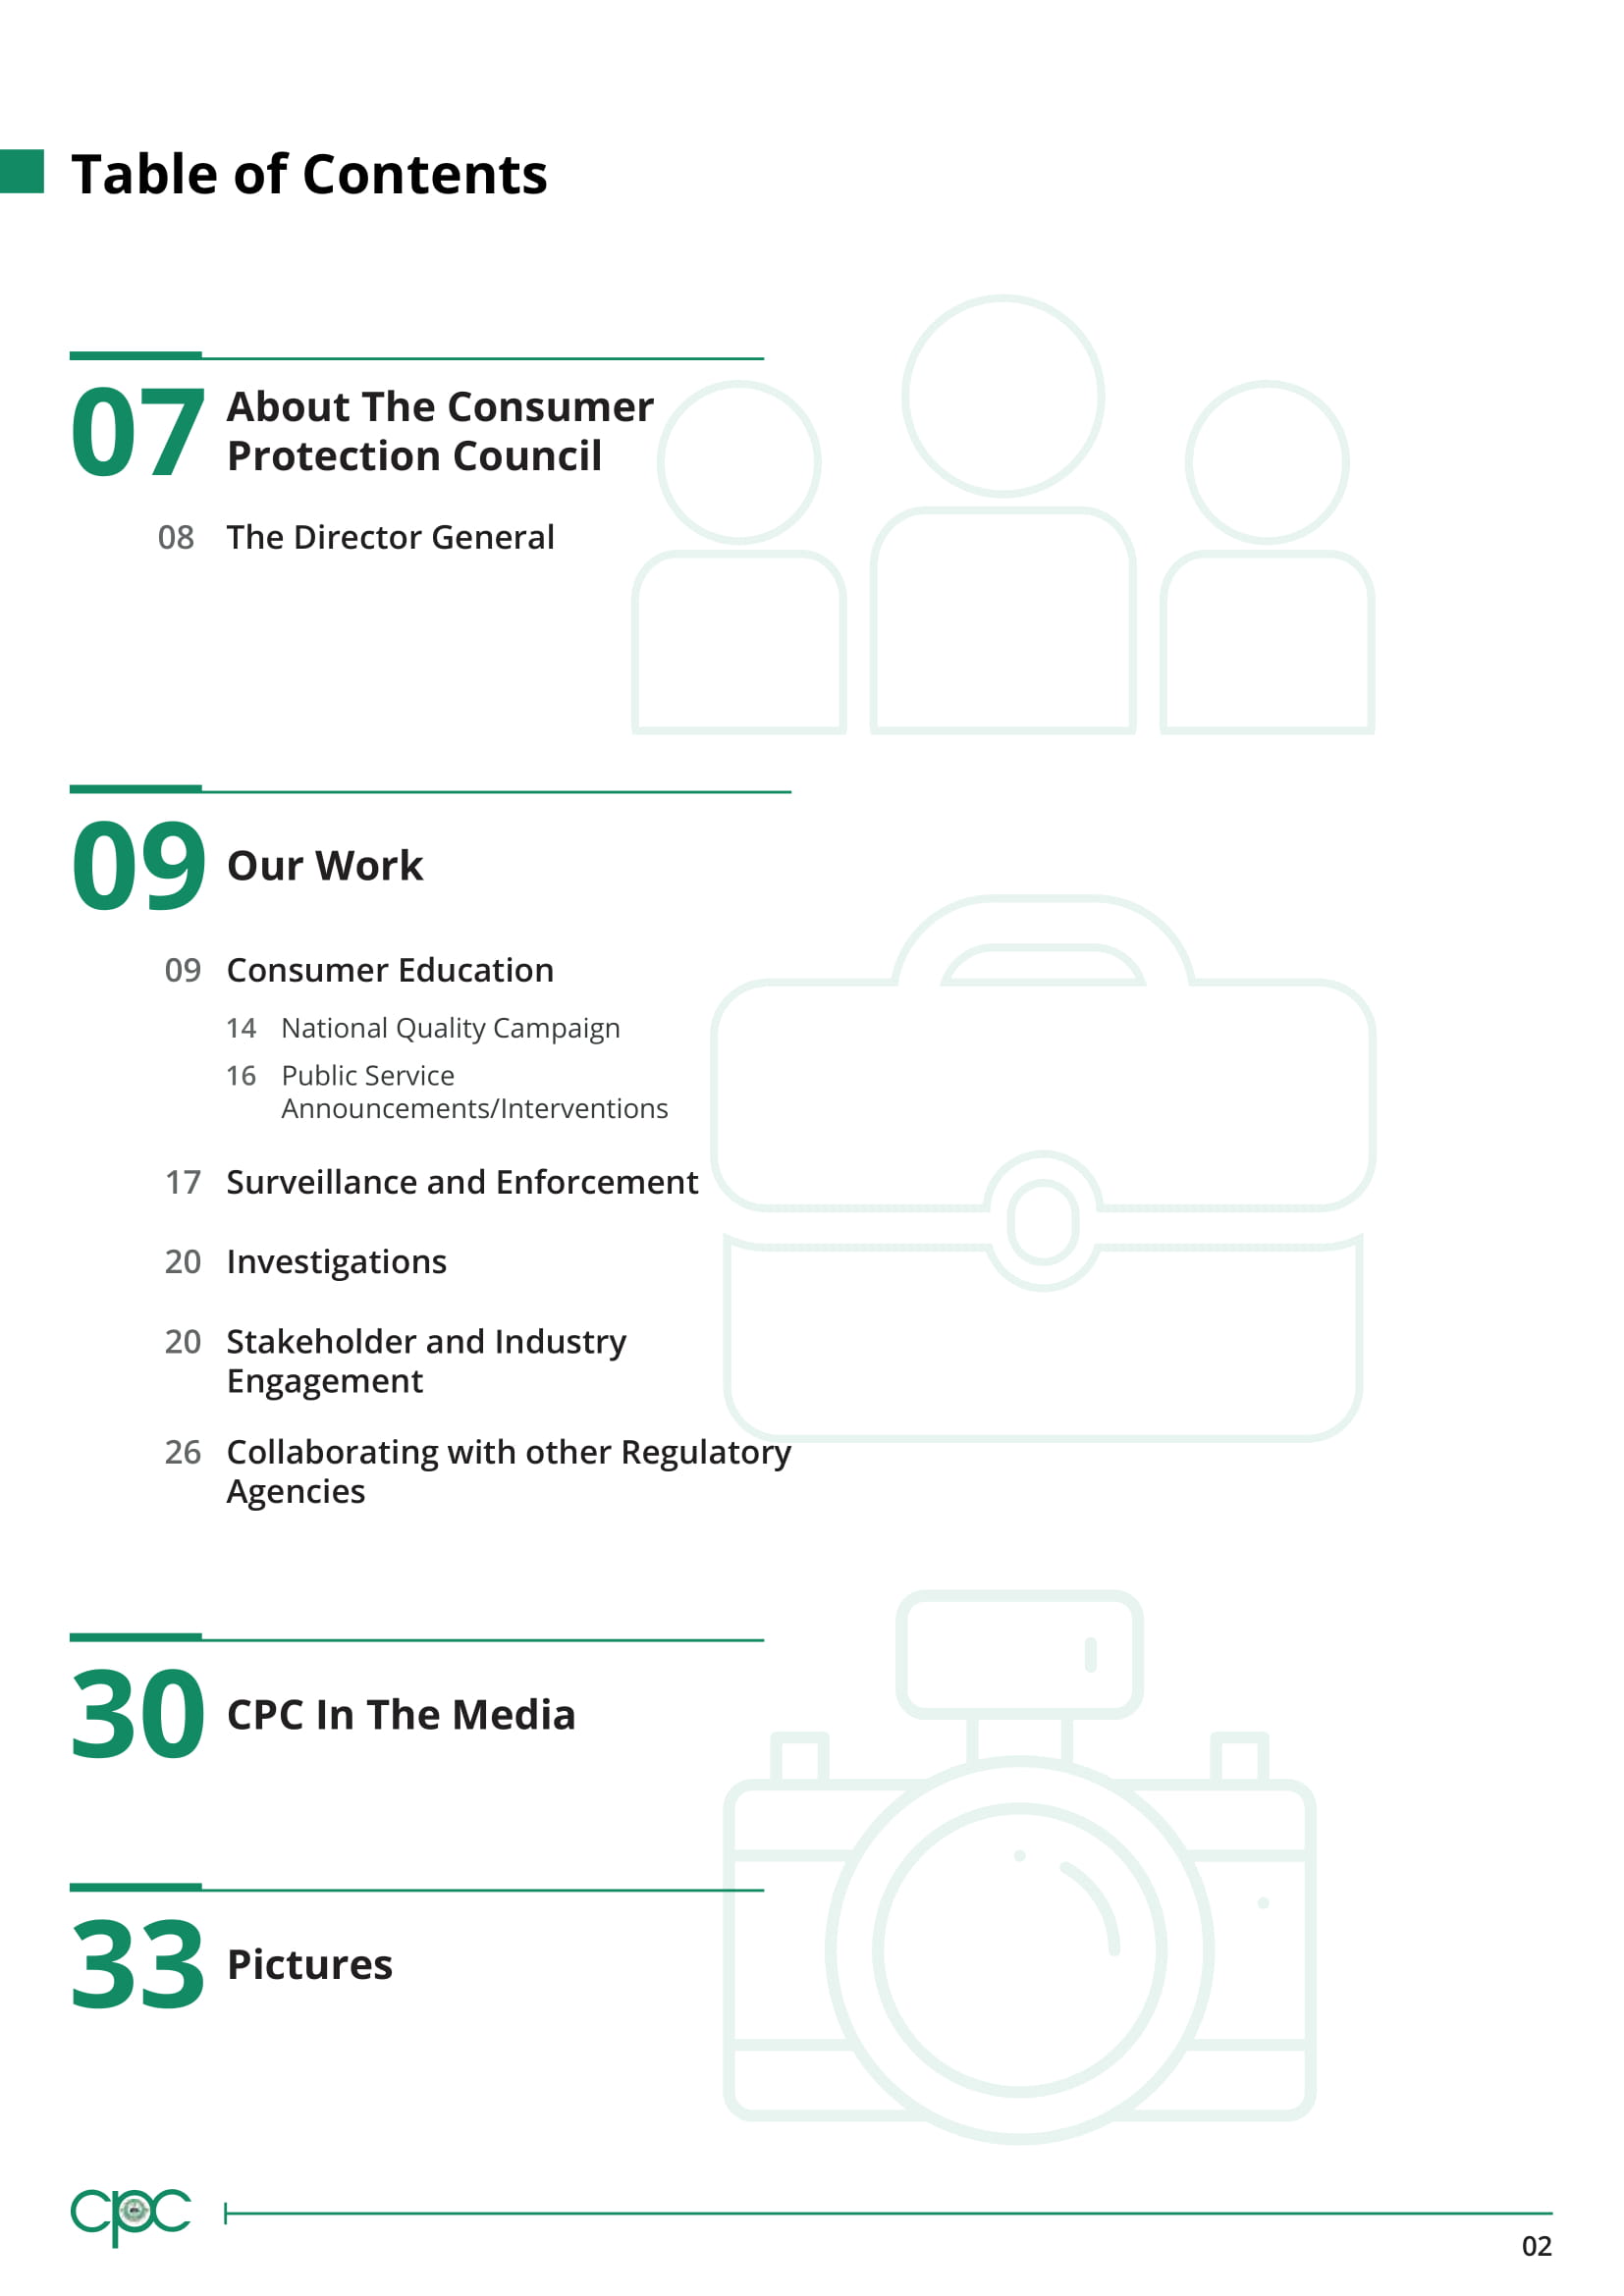 Table of Contents
07 About The Consumer
Protection Council
08 The Director General
09 Our Work
09 Consumer Education
14 National Quality Campaign
16 Public Service
Announcements/Interventions
17 Surveillance and Enforcement
20 Investigations
20 Stakeholder and Industry
Engagement
26 Collaborating with other Regulatory
Agencies
30 CPC In The Media
33 Pictures
cpc
02